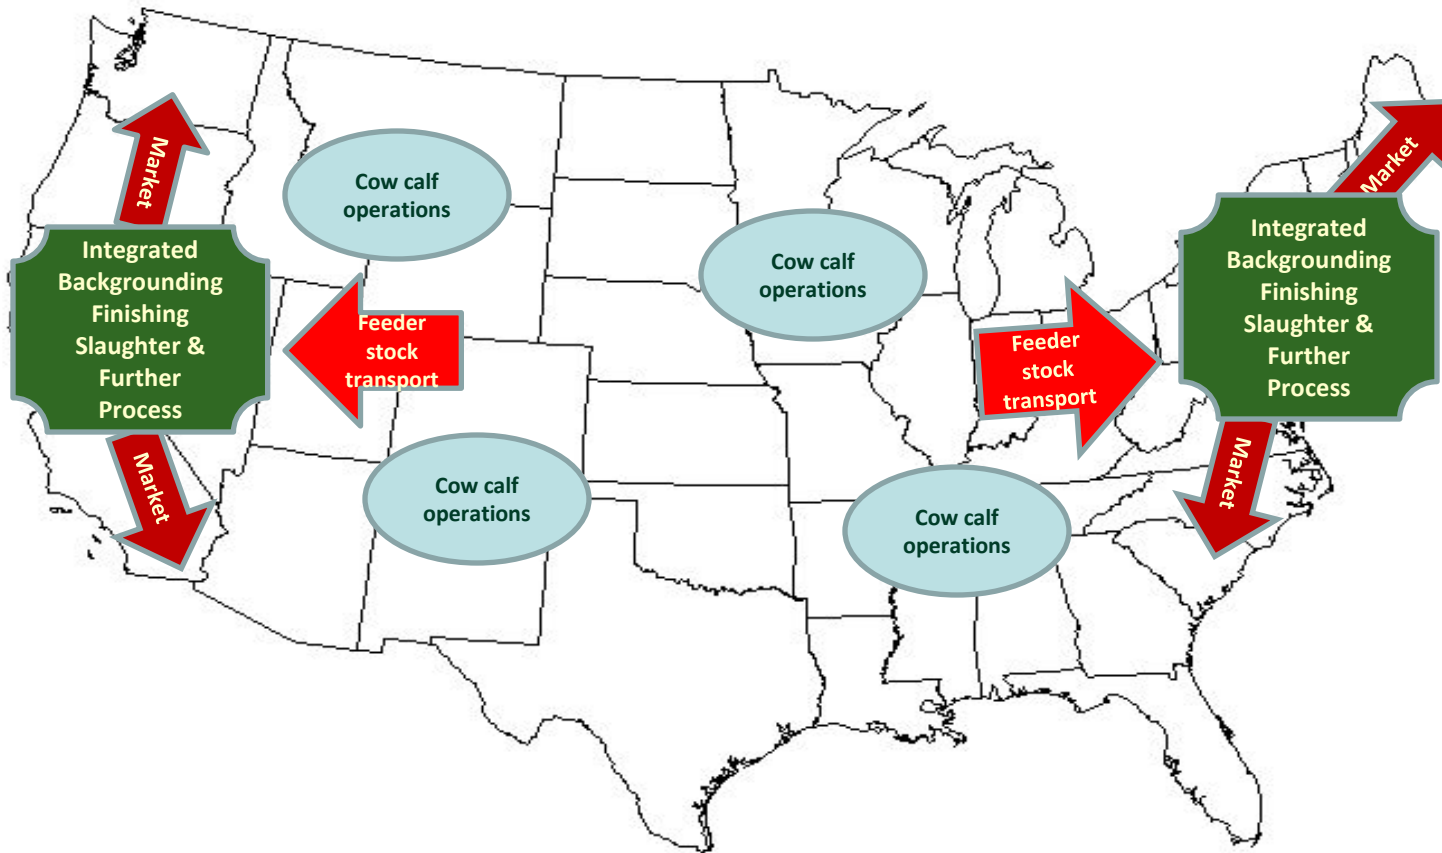 Market
Integrated
Backgrounding
Finishing
Slaughter &
Further
Process
Market
Cow calf
operations
Feeder
stock
transport
Cow calf
operations
Cow calf
operations
Cow calf
operations
Feeder
stock
transport
Market
Integrated
Backgrounding
Finishing
Slaughter &
Further
Process
Market